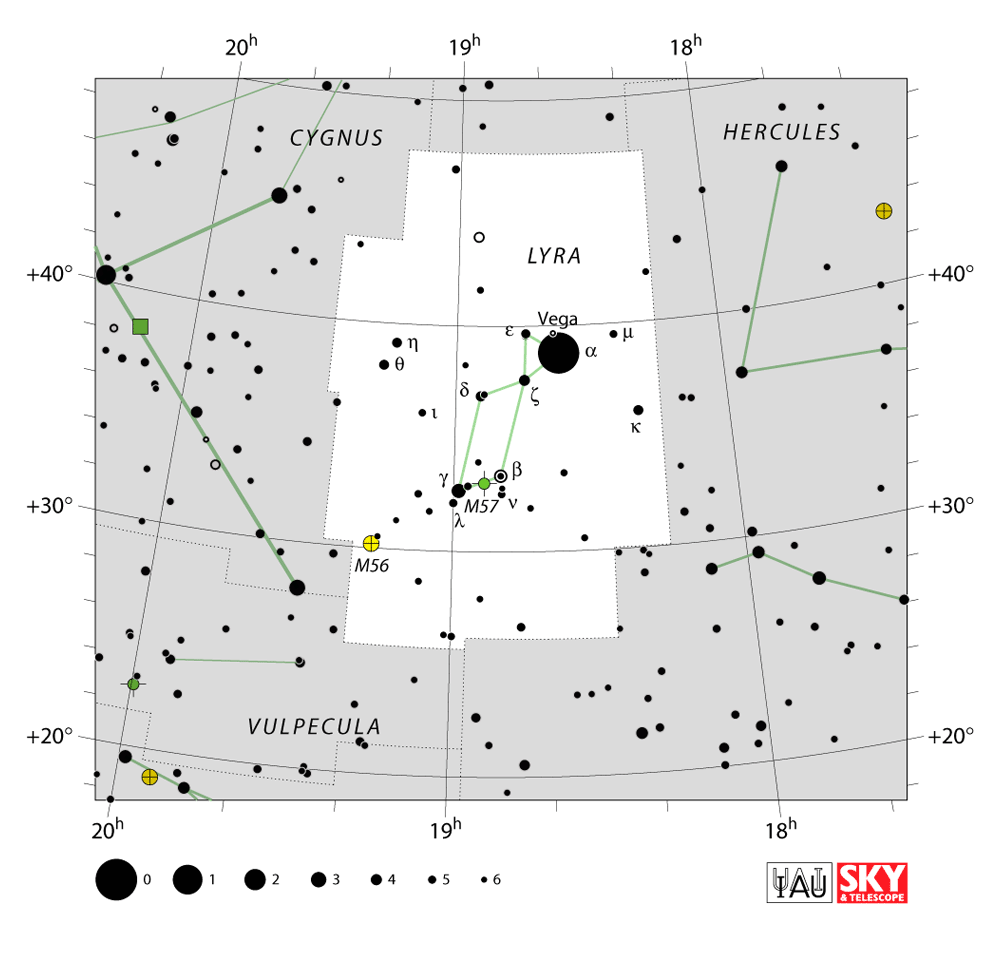 20h 19h 18h
CYGNUS
HERCULES
LYRA
+40° +40°
Vega
ε μ
η α
θ
δ ζ
ι κ
β
γ
M57 ν
+30° λ +30°
M56
VULPECULA
+20° +20°
20h 19h 18h
0 1 2 3 4 5 6
IAU
SKY
& TELESCOPE